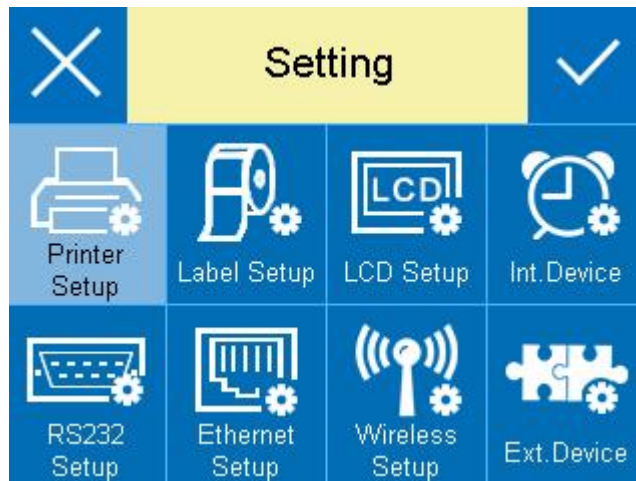 Setting
LCD
Printer
Setup
Label Setup
LCD Setup
Int.Device
RS232
Setup
Ethernet
Setup
Wireless
Setup
Ext.Device